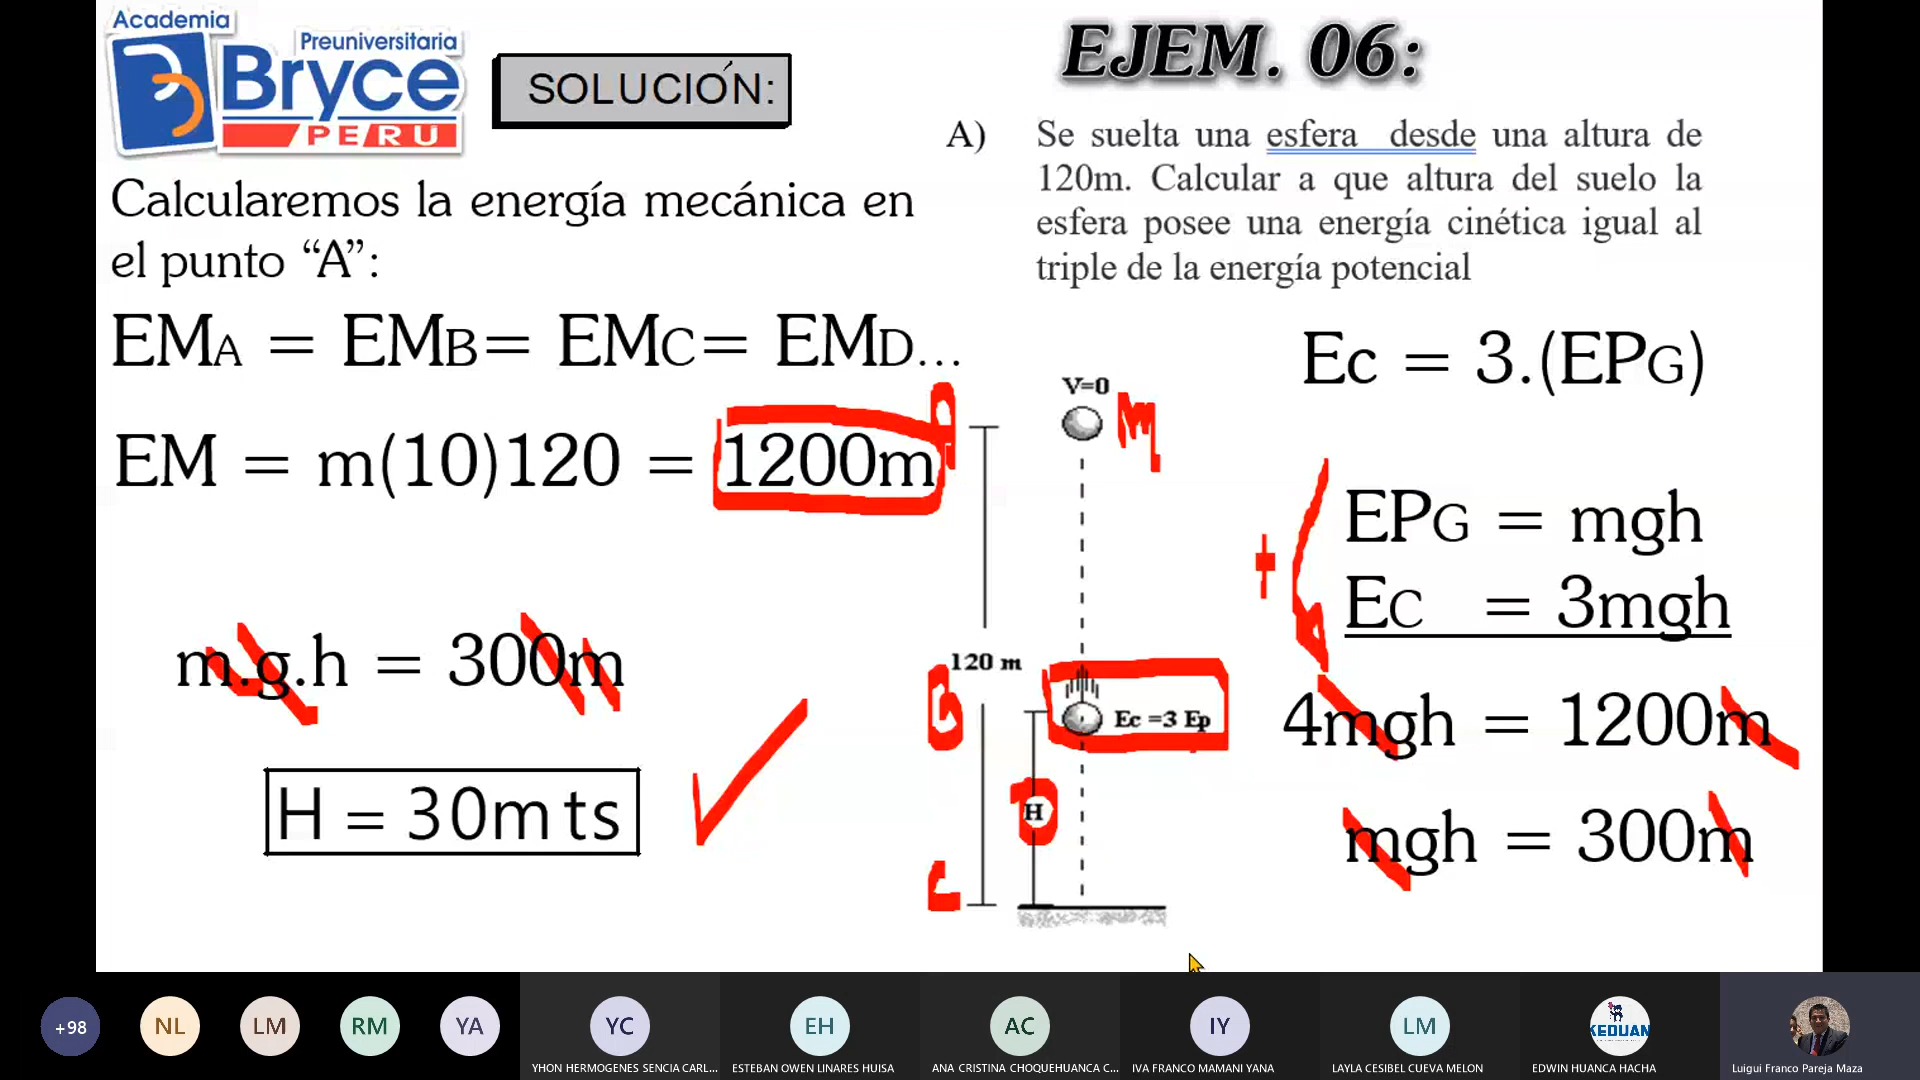 Academia
Preuniversitaria
Bryce
PERU
SOLUCIÓN:
EJEM. 06:
A) Se suelta una esfera desde una altura de
120m. Calcular a que altura del suelo la
esfera posee una energía cinética igual al
triple de la energía potencial
Calcularemos la energía mecánica en
el punto “A”:
EMA = EMB= EMC= EMD...
EM = m(10)120 = 1200m
m.g.h = 300m
H = 30mts
V=0
M
120 m
Ec =3 Ep
H
Ec = 3.(EPG)
+
EPG = mgh
EC = 3mgh
4mgh = 1200m
mgh = 300m
+98
NL
LM
RM
YA
YC
EH
AC
IY
LM
KEDUAN
YHON HERMOGENES SENCIA CARL...
ESTEBAN OWEN LINARES HUISA
ANA CRISTINA CHOQUEHUANCA C...
IVA FRANCO MAMANI YANA
LAYLA CESIBEL CUEVA MELON
EDWIN HUANCA HACHA
Luigui Franco Pareja Maza